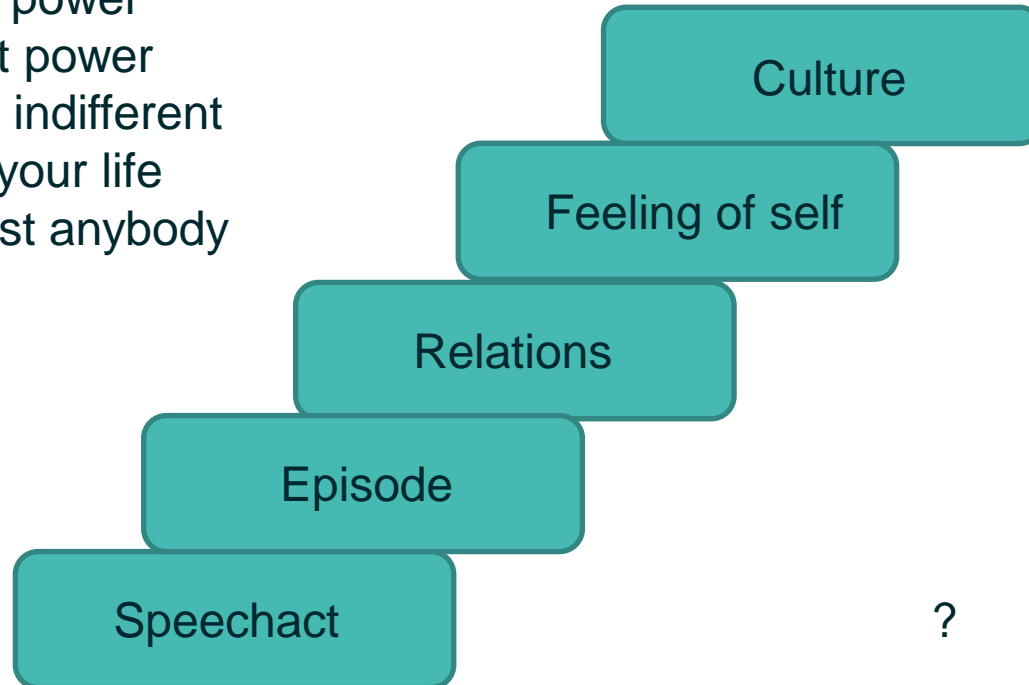 power
t power
indifferent
your life
st anybody
Culture
Feeling of self
Relations
Episode
Speechact
?